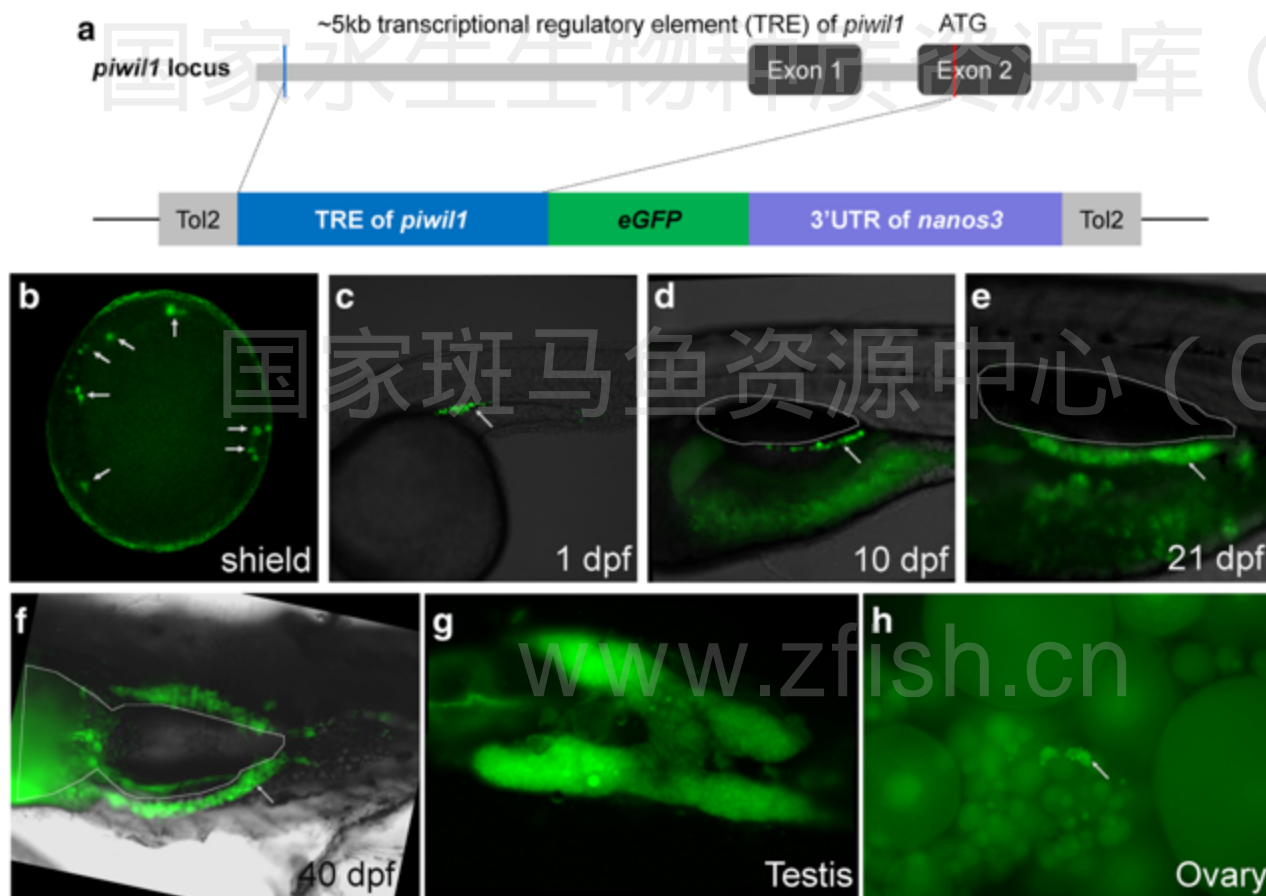 a
~5kb transcriptional regulatory element (TRE) of piwil1 ATG
piwil1 locus Exon 1 Exon 2
国家水生生物种质资源库（
Tol2 TRE of piwil1 eGFP 3'UTR of nanos3 Tol2
b c d e
国家斑马鱼资源中心（C
shield 1 dpf 10 dpf 21 dpf
f g h
www.zfish.cn
40 dpf Testis Ovary